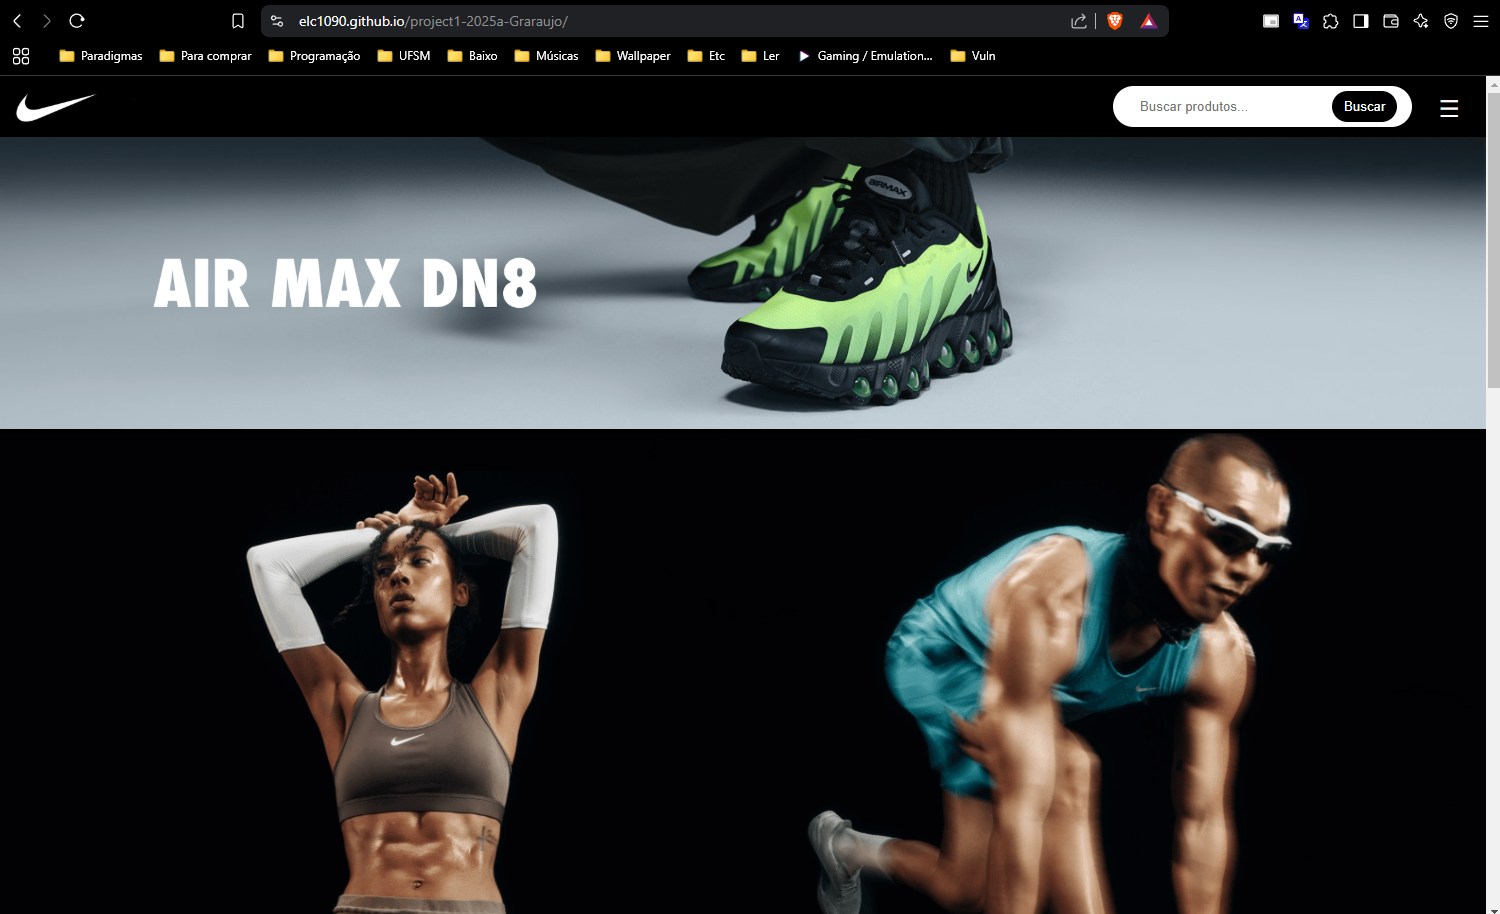 elc1090.github.io/project1-2025a-Graraujo/
Paradigmas Para comprar Programação UFSM Baixo Músicas Wallpaper Etc Ler Gaming / Emulation... Vuln
Buscar produtos... Buscar
AIRMAX
AIR MAX DN8